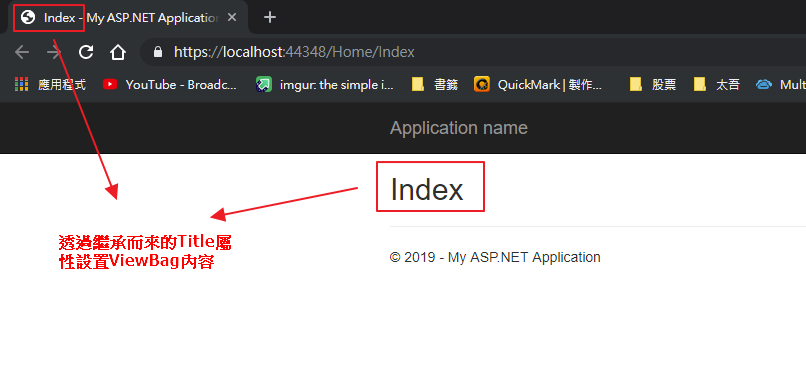 Index - My ASP.NET Application
https://localhost:44348/Home/Index
應用程式 YouTube - Broadc... imgur: the simple i... 書籤 QuickMark | 製作... 股票 太吾 Mult
Application name
Index
透過繼承而來的Title屬
性設置ViewBag內容
© 2019 - My ASP.NET Application